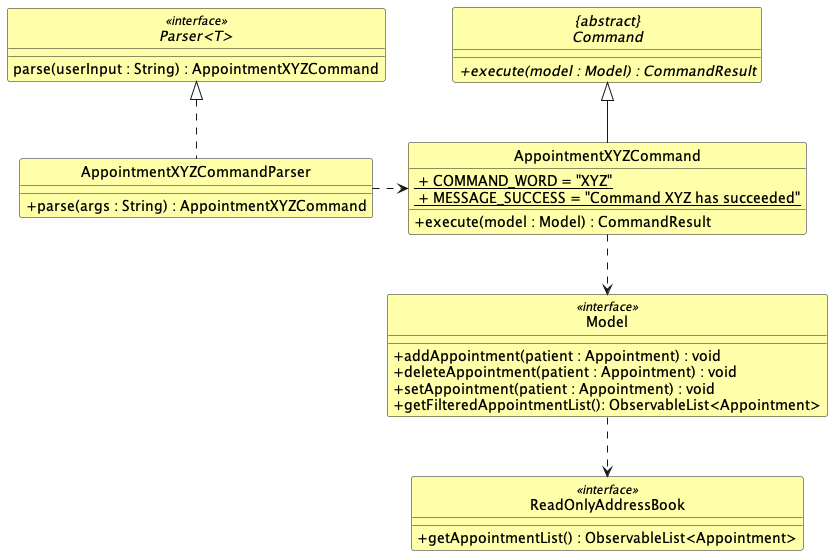 «interface»
Parser<T>
parse(userInput : String) : AppointmentXYZCommand
{abstract}
Command
+execute(model : Model) : CommandResult
AppointmentXYZCommandParser
+parse(args : String) : AppointmentXYZCommand
AppointmentXYZCommand
+ COMMAND_WORD = "XYZ"
+ MESSAGE_SUCCESS = "Command XYZ has succeeded"
+execute(model : Model) : CommandResult
«interface»
Model
+addAppointment(patient : Appointment) : void
+deleteAppointment(patient : Appointment) : void
+setAppointment(patient : Appointment) : void
+getFilteredAppointmentList(): ObservableList<Appointment>
«interface»
ReadOnlyAddressBook
+getAppointmentList() : ObservableList<Appointment>